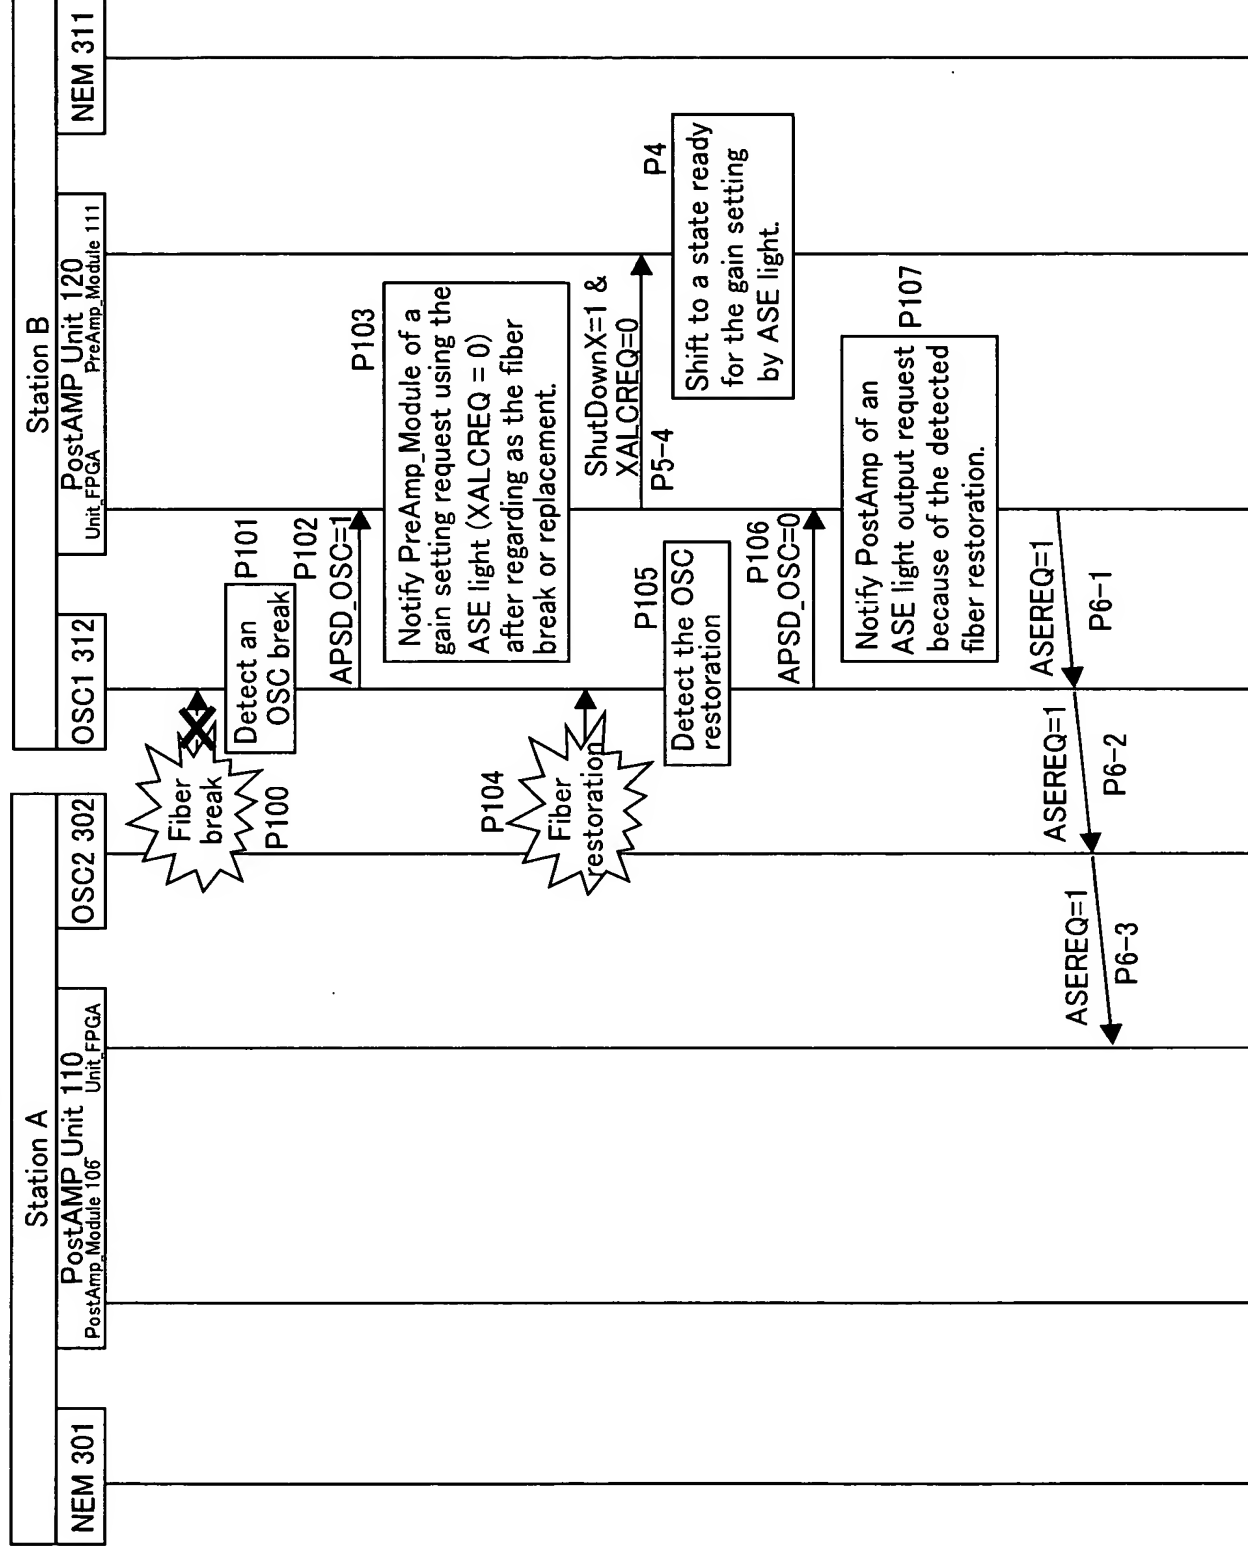 Station A
Station B
NEM 301
PostAMP Unit 110
PostAmp_Module 106
Unit_FPGA
OSC2 302
OSC1 312
PostAMP Unit 120
Unit_FPGA
PreAmp_Module 111
NEM 311
Fiber
break
P100
Detect an
OSC break
P101
P102
APSD_OSC=1
P103
Notify PreAmp_Module of a
gain setting request using the
ASE light (XALCREQ = 0)
after regarding as the fiber
break or replacement.
P104
Fiber
restoration
ShutDownX=1 &
XALCREQ=0
P5-4
P4
Shift to a state ready
for the gain setting
by ASE light.
P105
Detect the OSC
restoration
P106
APSD_OSC=0
P107
Notify PostAmp of an
ASE light output request
because of the detected
fiber restoration.
ASEREQ=1
P6-1
ASEREQ=1
P6-2
ASEREQ=1
P6-3